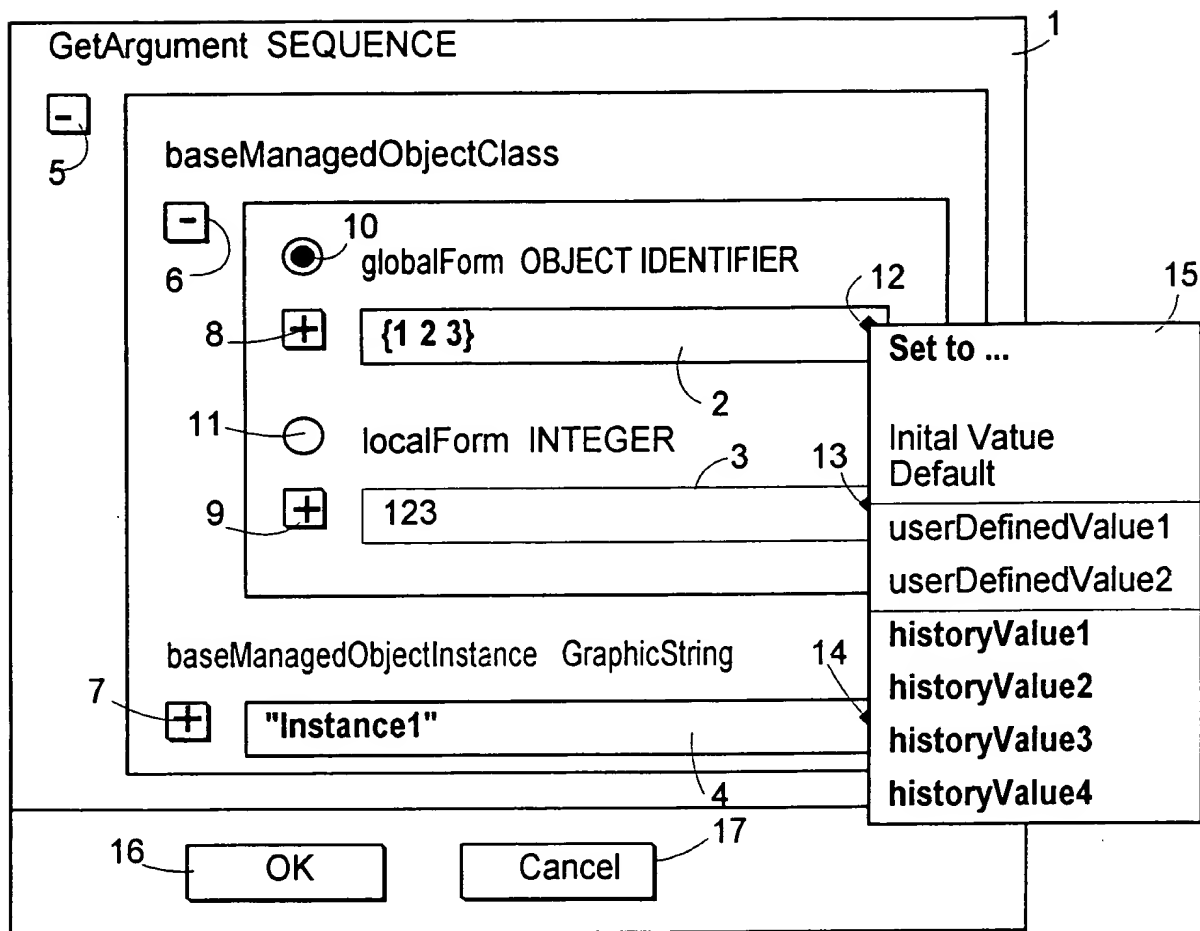 1
GetArgument SEQUENCE
-
5
baseManagedObjectClass
-
6
10
globalForm OBJECT IDENTIFIER
12
15
8
+
{1 2 3}
2
Set to ...
11
localForm INTEGER
3
13
Inital Vatue
Default
9
+
123
userDefinedValue1
userDefinedValue2
baseManagedObjectInstance GraphicString
14
historyValue1
historyValue2
7
+
"Instance1"
4
historyValue3
historyValue4
16
OK
Cancel
17